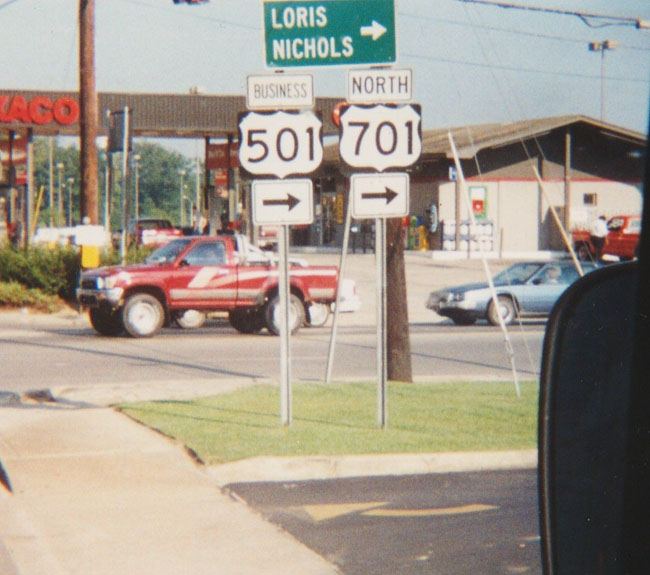 LORIS
NICHOLS
BUSINESS
NORTH
501
701
XACO